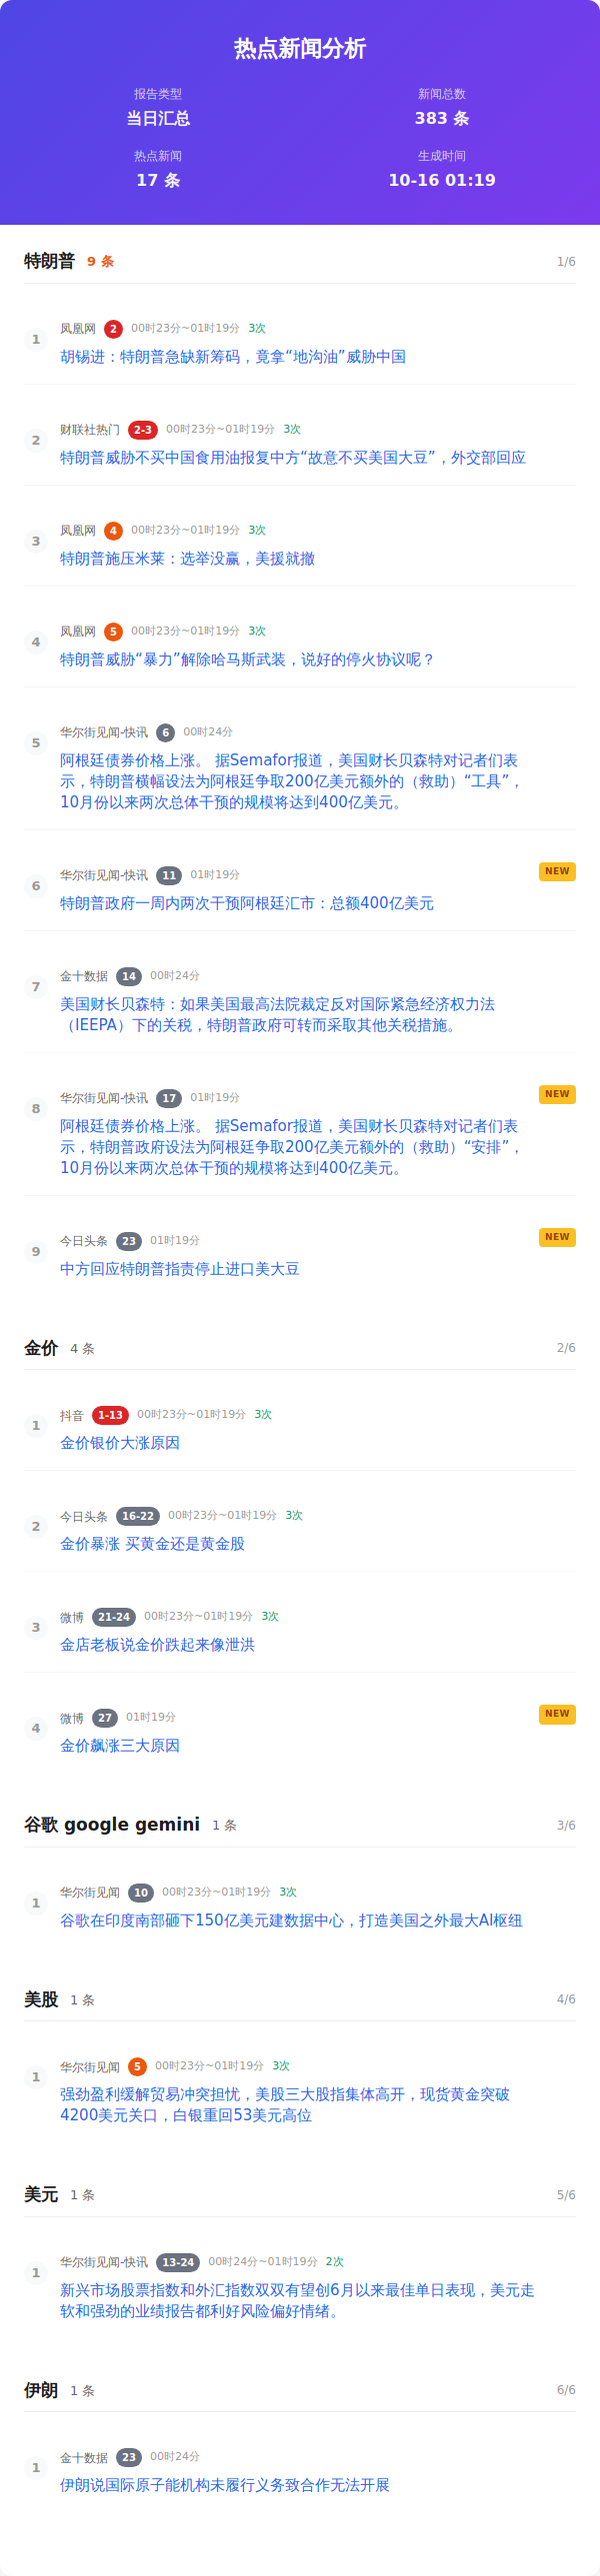 热点新闻分析
报告类型 新闻总数
当日汇总 383 条
热点新闻 生成时间
17 条 10-16 01:19
特朗普 9 条 1/6
1 凤凰网 2 00时23分~01时19分 3次
胡锡进：特朗普急缺新筹码，竟拿“地沟油”威胁中国
2 财联社热门 2-3 00时23分~01时19分 3次
特朗普威胁不买中国食用油报复中方“故意不买美国大豆”，外交部回应
3 凤凰网 4 00时23分~01时19分 3次
特朗普施压米莱：选举没赢，美援就撤
4 凤凰网 5 00时23分~01时19分 3次
特朗普威胁“暴力”解除哈马斯武装，说好的停火协议呢？
5 华尔街见闻-快讯 6 00时24分
阿根廷债券价格上涨。 据Semafor报道，美国财长贝森特对记者们表
示，特朗普横幅设法为阿根廷争取200亿美元额外的（救助）“工具”，
10月份以来两次总体干预的规模将达到400亿美元。
6 华尔街见闻-快讯 11 01时19分 NEW
特朗普政府一周内两次干预阿根廷汇市：总额400亿美元
7 金十数据 14 00时24分
美国财长贝森特：如果美国最高法院裁定反对国际紧急经济权力法
（IEEPA）下的关税，特朗普政府可转而采取其他关税措施。
8 华尔街见闻-快讯 17 01时19分 NEW
阿根廷债券价格上涨。 据Semafor报道，美国财长贝森特对记者们表
示，特朗普政府设法为阿根廷争取200亿美元额外的（救助）“安排”，
10月份以来两次总体干预的规模将达到400亿美元。
9 今日头条 23 01时19分 NEW
中方回应特朗普指责停止进口美大豆
金价 4 条 2/6
1 抖音 1-13 00时23分~01时19分 3次
金价银价大涨原因
2 今日头条 16-22 00时23分~01时19分 3次
金价暴涨 买黄金还是黄金股
3 微博 21-24 00时23分~01时19分 3次
金店老板说金价跌起来像泄洪
4 微博 27 01时19分 NEW
金价飙涨三大原因
谷歌 google gemini 1 条 3/6
1 华尔街见闻 10 00时23分~01时19分 3次
谷歌在印度南部砸下150亿美元建数据中心，打造美国之外最大AI枢纽
美股 1 条 4/6
1 华尔街见闻 5 00时23分~01时19分 3次
强劲盈利缓解贸易冲突担忧，美股三大股指集体高开，现货黄金突破
4200美元关口，白银重回53美元高位
美元 1 条 5/6
1 华尔街见闻-快讯 13-24 00时24分~01时19分 2次
新兴市场股票指数和外汇指数双双有望创6月以来最佳单日表现，美元走
软和强劲的业绩报告都利好风险偏好情绪。
伊朗 1 条 6/6
1 金十数据 23 00时24分
伊朗说国际原子能机构未履行义务致合作无法开展